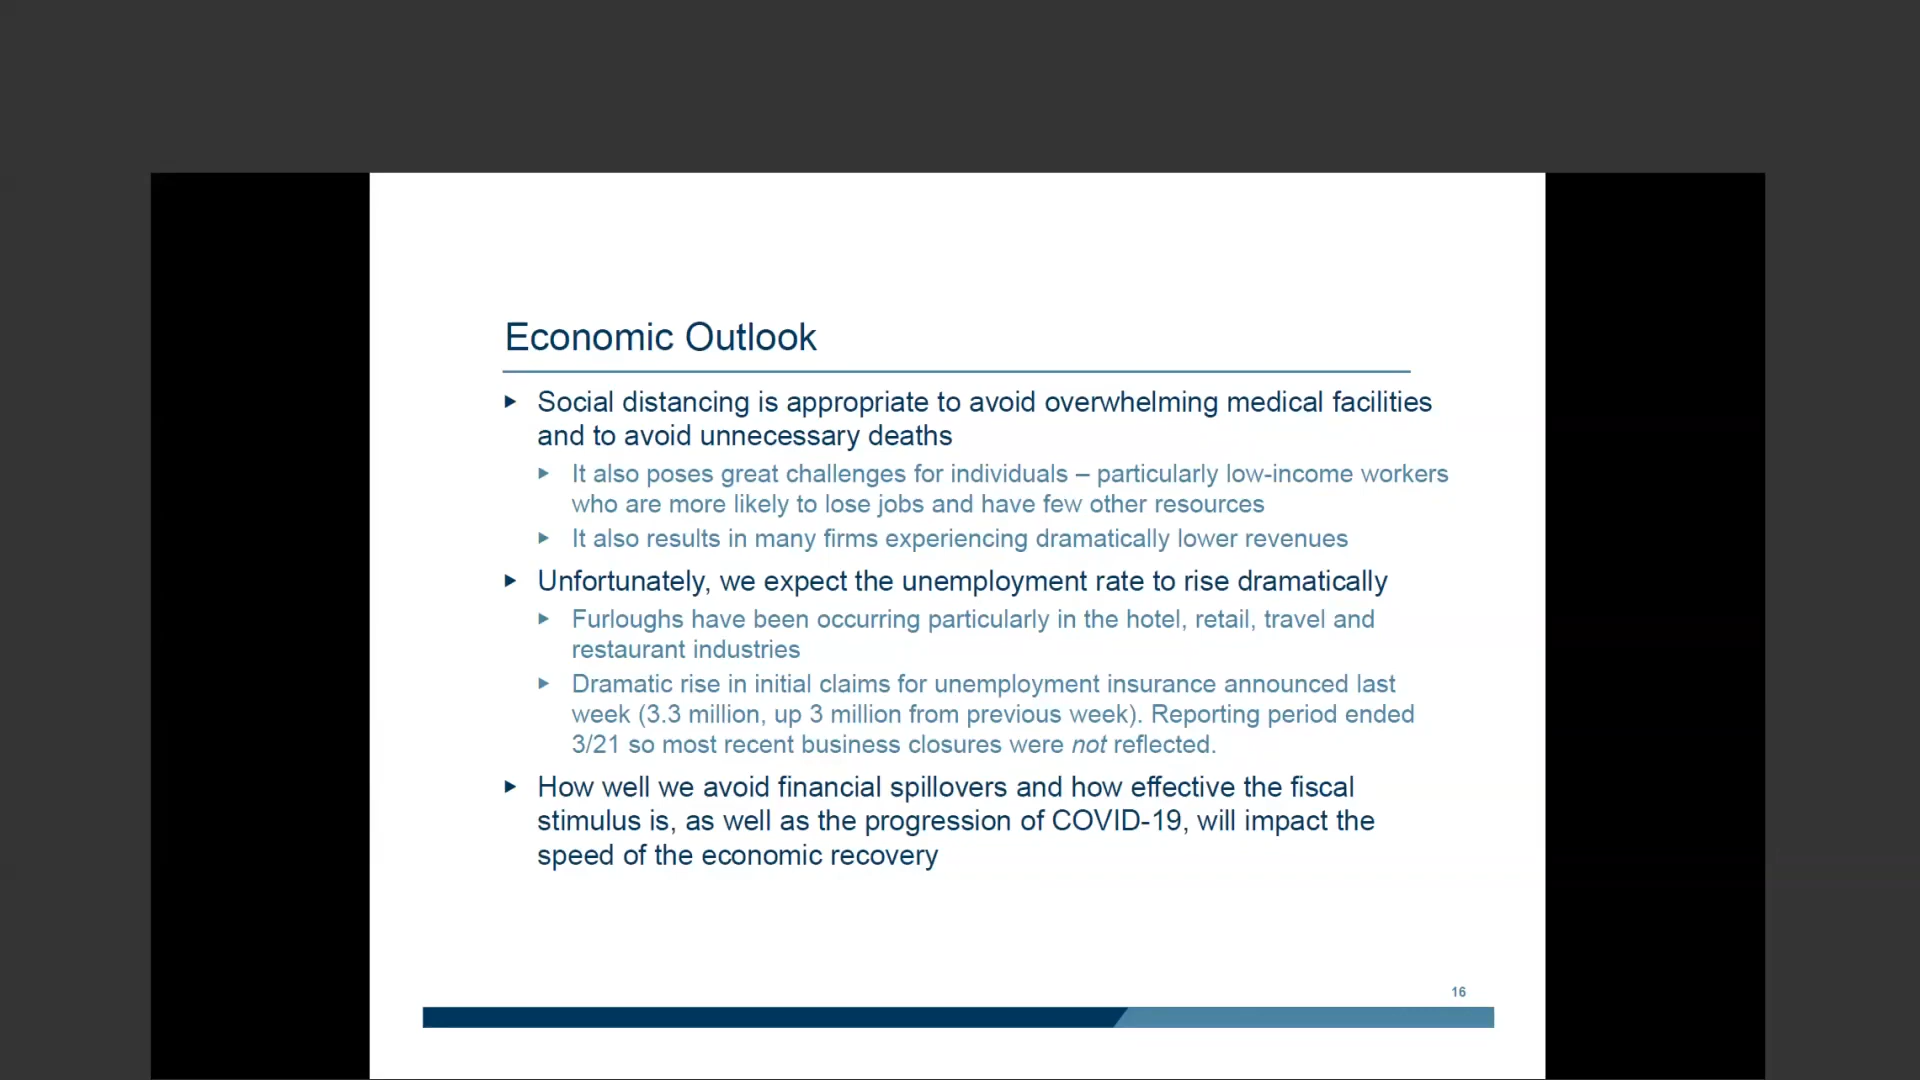 Economic Outlook
Social distancing is appropriate to avoid overwhelming medical facilities
and to avoid unnecessary deaths
It also poses great challenges for individuals – particularly low-income workers
who are more likely to lose jobs and have few other resources
It also results in many firms experiencing dramatically lower revenues
Unfortunately, we expect the unemployment rate to rise dramatically
Furloughs have been occurring particularly in the hotel, retail, travel and
restaurant industries
Dramatic rise in initial claims for unemployment insurance announced last
week (3.3 million, up 3 million from previous week). Reporting period ended
3/21 so most recent business closures were not reflected.
How well we avoid financial spillovers and how effective the fiscal
stimulus is, as well as the progression of COVID-19, will impact the
speed of the economic recovery
16